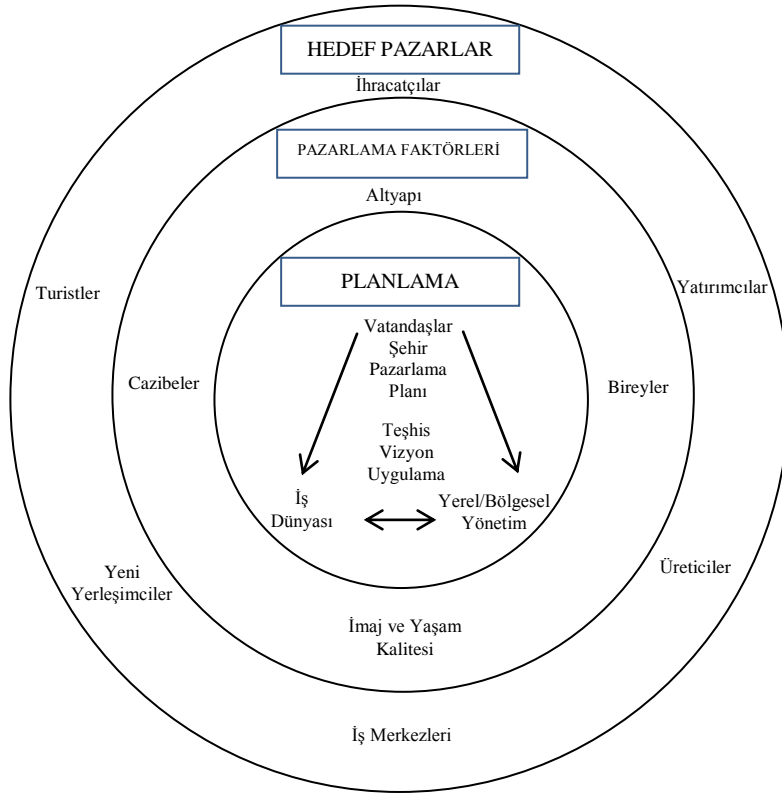 HEDEF PAZARLAR
İhracatçılar
PAZARLAMA FAKTÖRLERİ
Altyapı
PLANLAMA
Turistler
Yatırımcılar
Vatandaşlar
Şehir
Pazarlama
Planı
Cazibeler
Bireyler
Teşhis
Vizyon
Uygulama
İş
Dünyası
Yerel/Bölgesel
Yönetim
Yeni
Yerleşimciler
Üreticiler
İmaj ve Yaşam
Kalitesi
İş Merkezleri